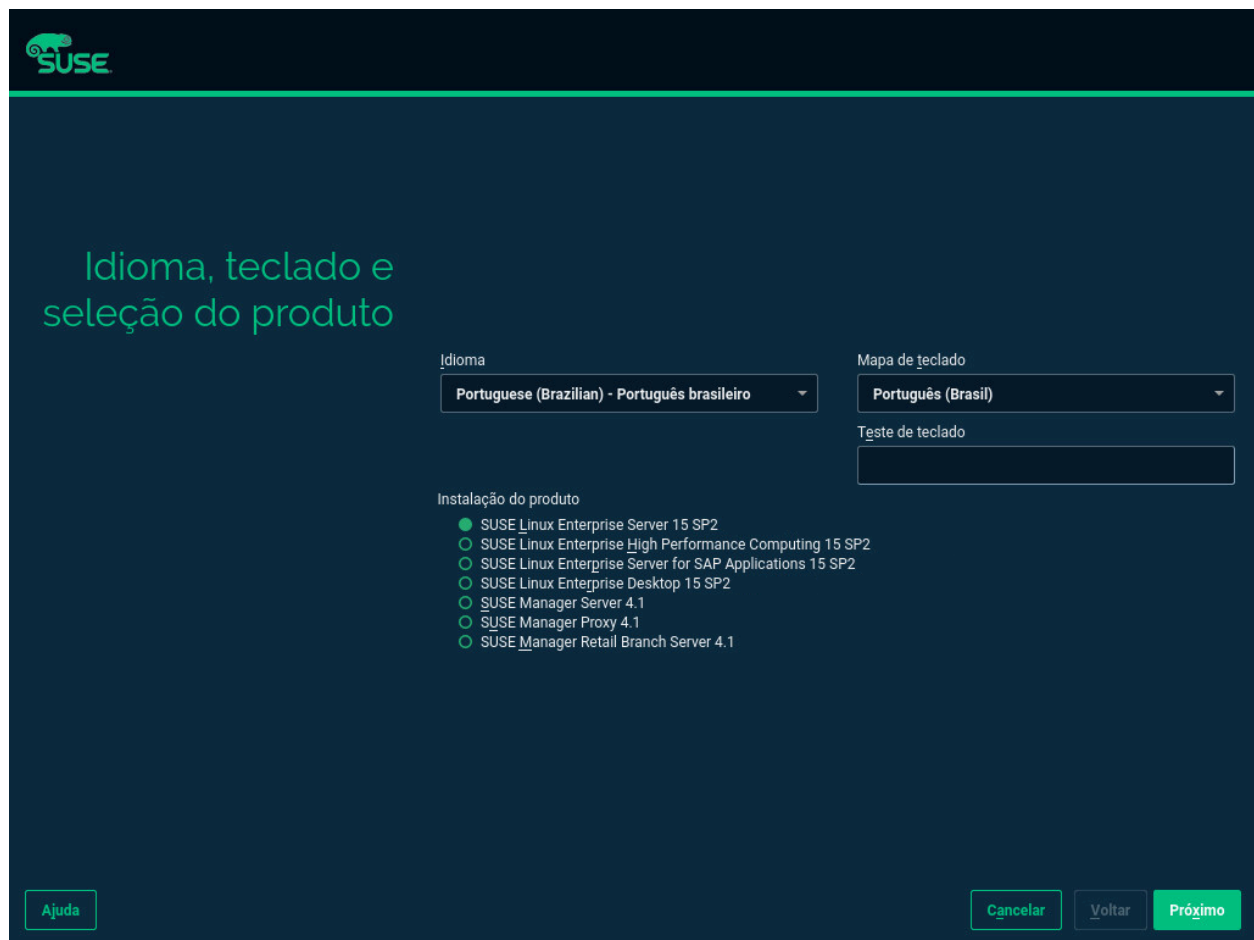 SUSE
Idioma, teclado e
seleção do produto
Idioma
Mapa de teclado
Portuguese (Brazilian) - Português brasileiro
Português (Brasil)
Teste de teclado
Instalação do produto
SUSE Linux Enterprise Server 15 SP2
SUSE Linux Enterprise High Performance Computing 15 SP2
SUSE Linux Enterprise Server for SAP Applications 15 SP2
SUSE Linux Enterprise Desktop 15 SP2
SUSE Manager Server 4.1
SUSE Manager Proxy 4.1
SUSE Manager Retail Branch Server 4.1
Ajuda
Cancelar
Voltar
Próximo